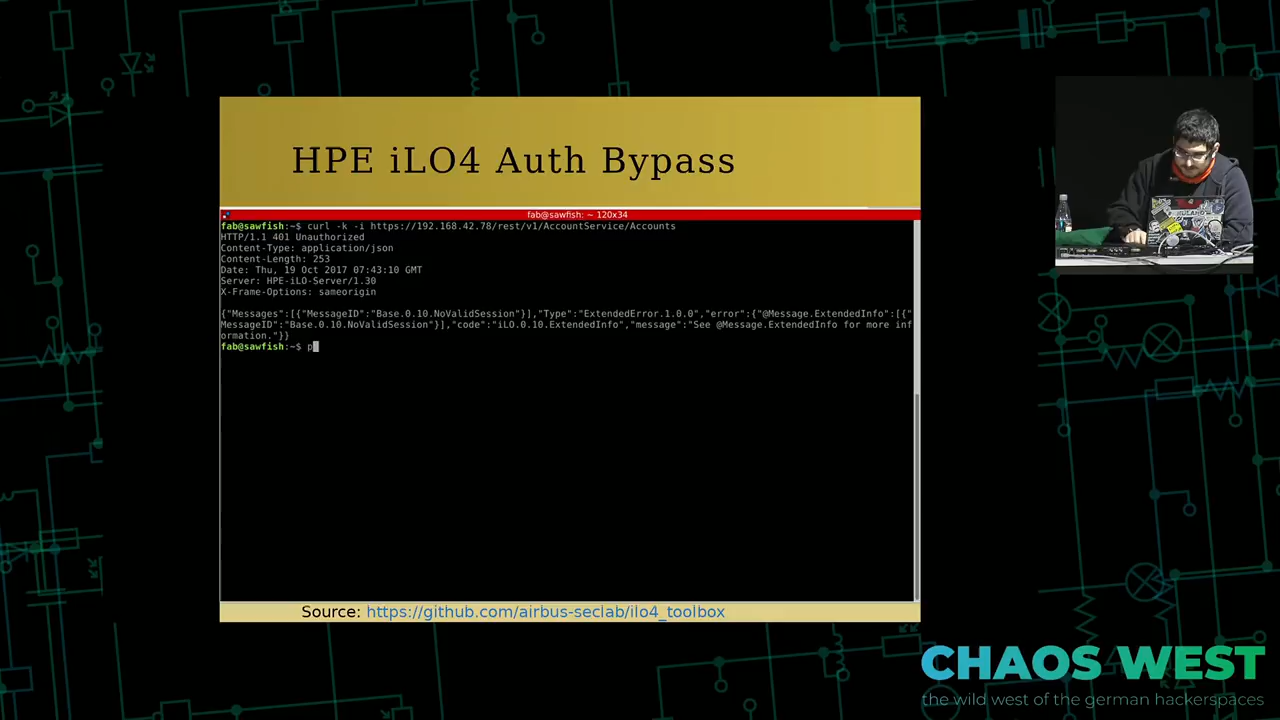 HPE iLO4 Auth Bypass
fab@sawfish: ~ 120x34
fab@sawfish:~$ curl -k -i https://192.168.42.78/rest/v1/AccountService/Accounts
HTTP/1.1 401 Unauthorized
Content-Type: application/json
Content-Length: 253
Date: Thu, 19 Oct 2017 07:43:10 GMT
Server: HPE-iLO-Server/1.30
X-Frame-Options: sameorigin
{"Messages":[{"MessageID":"Base.0.10.NoValidSession"}],"Type":"ExtendedError.1.0.0","error":{"@Message.ExtendedInfo":[{"
MessageID":"Base.0.10.NoValidSession"}],"code":"iLO.0.10.ExtendedInfo","message":"See @Message.ExtendedInfo for more inf
ormation."}}
fab@sawfish:~$ p
Source: https://github.com/airbus-seclab/ilo4_toolbox
CHAOS WEST
the wild west of the german hackerspaces